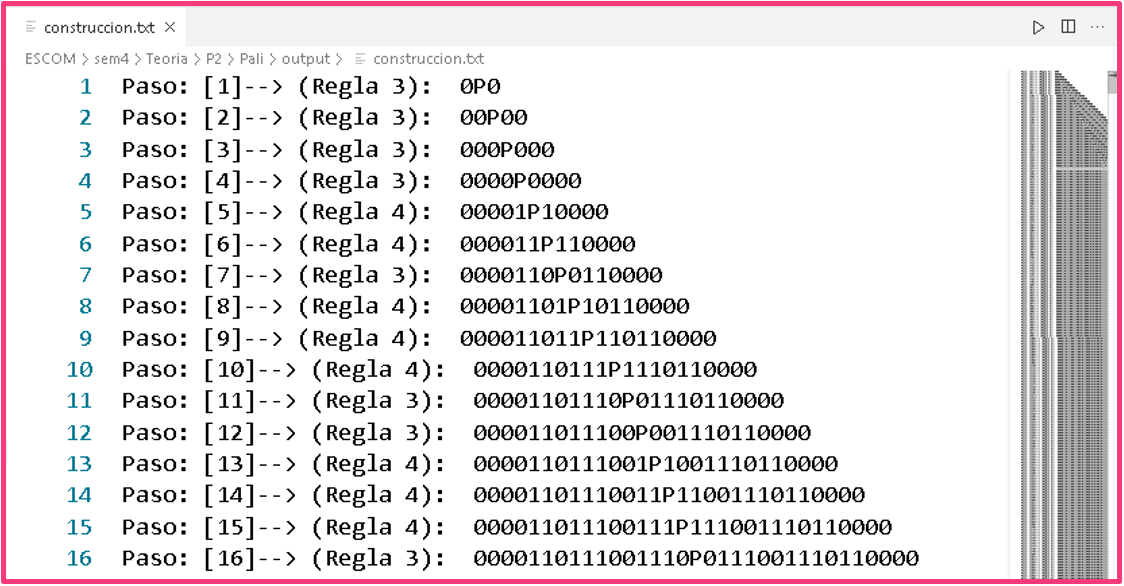 construccion.txt ×
ESCOM > sem4 > Teoria > P2 > Pali > output > construccion.txt
1 Paso: [1]--> (Regla 3): 0P0
2 Paso: [2]--> (Regla 3): 00P00
3 Paso: [3]--> (Regla 3): 000P000
4 Paso: [4]--> (Regla 3): 0000P0000
5 Paso: [5]--> (Regla 4): 00001P10000
6 Paso: [6]--> (Regla 4): 000011P110000
7 Paso: [7]--> (Regla 3): 0000110P0110000
8 Paso: [8]--> (Regla 4): 00001101P10110000
9 Paso: [9]--> (Regla 4): 000011011P110110000
10 Paso: [10]--> (Regla 4): 0000110111P1110110000
11 Paso: [11]--> (Regla 3): 00001101110P01110110000
12 Paso: [12]--> (Regla 3): 000011011100P001110110000
13 Paso: [13]--> (Regla 4): 0000110111001P1001110110000
14 Paso: [14]--> (Regla 4): 00001101110011P11001110110000
15 Paso: [15]--> (Regla 4): 000011011100111P111001110110000
16 Paso: [16]--> (Regla 3): 0000110111001110P0111001110110000